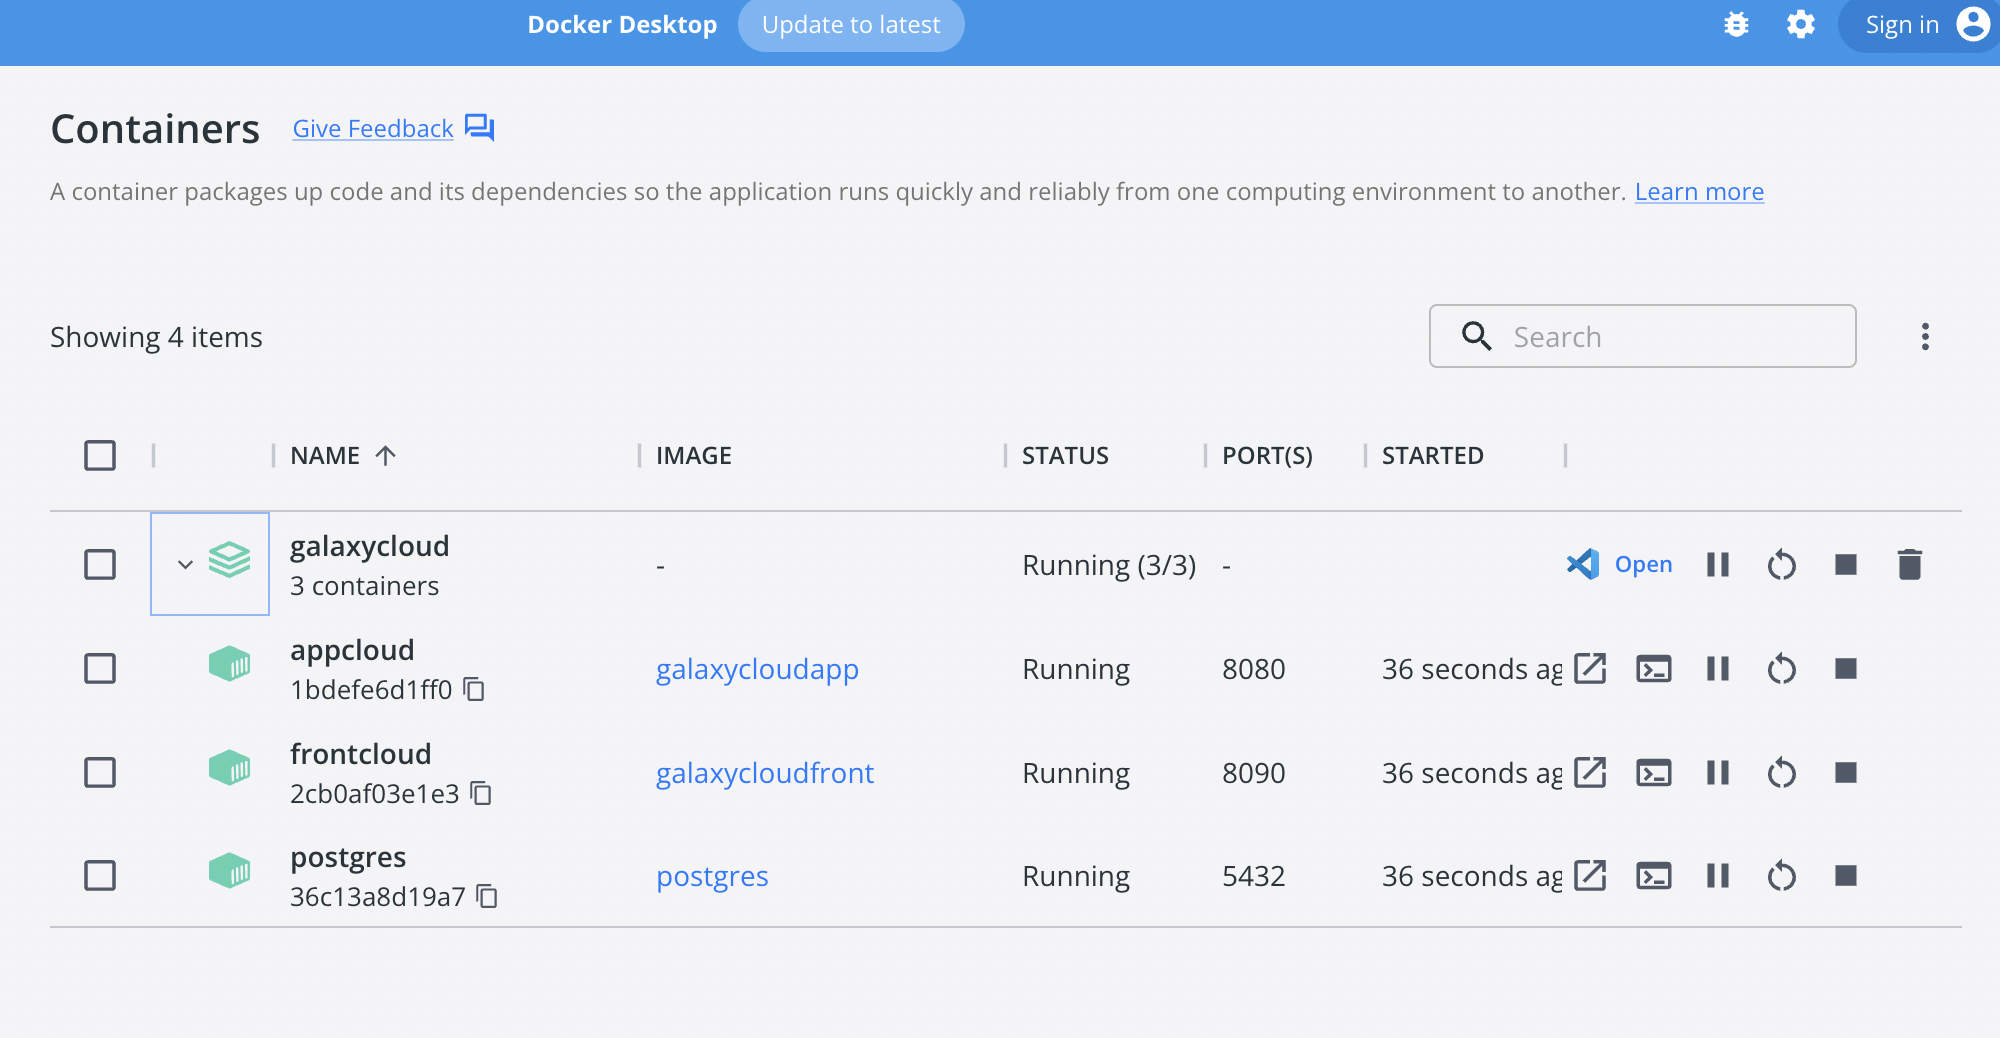 Docker Desktop Update to latest Sign in
Containers Give Feedback
A container packages up code and its dependencies so the application runs quickly and reliably from one computing environment to another. Learn more
Showing 4 items Search
NAME IMAGE STATUS PORT(S) STARTED
galaxycloud
3 containers
- Running (3/3) - Open
appcloud
1bdefe6d1ff0
galaxycloudapp Running 8080 36 seconds ag
frontcloud
2cb0af03e1e3
galaxycloudfront Running 8090 36 seconds ag
postgres
36c13a8d19a7
postgres Running 5432 36 seconds ag